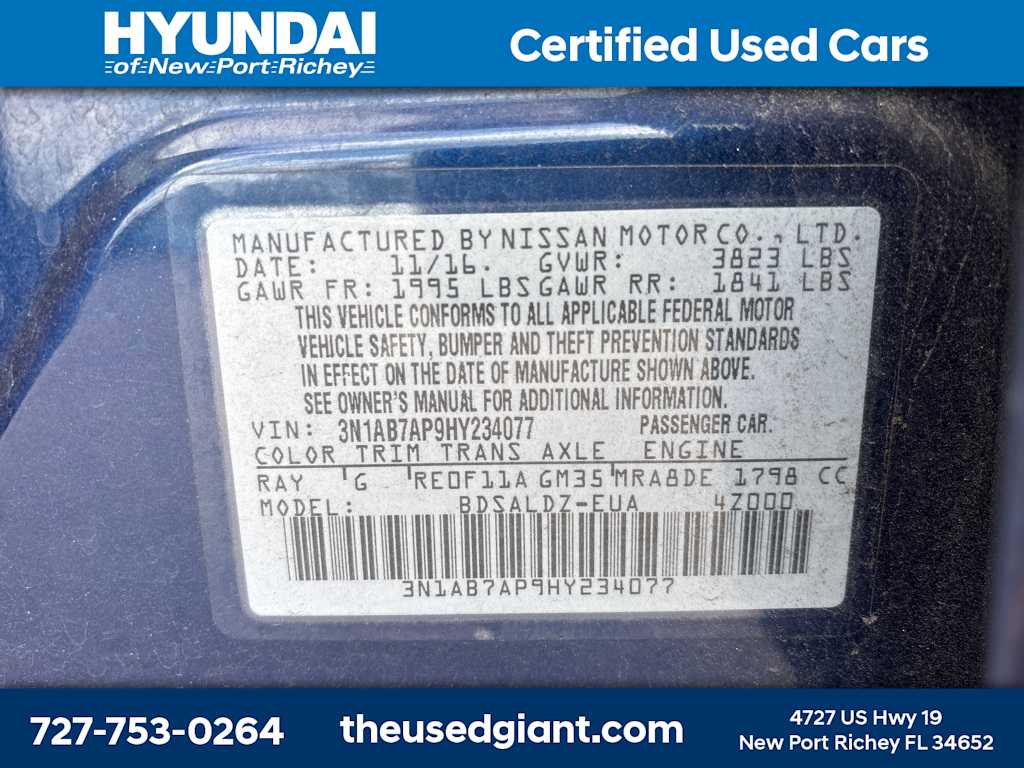 HYUNDAI
of New Port Richey
Certified Used Cars
MANUFACTURED BY NISSAN MOTOR CO., LTD.
DATE: 11/16. GVWR: 3823 LBS
GAWR FR: 1995 LBS GAWR RR: 1841 LBS
THIS VEHICLE CONFORMS TO ALL APPLICABLE FEDERAL MOTOR
VEHICLE SAFETY, BUMPER AND THEFT PREVENTION STANDARDS
IN EFFECT ON THE DATE OF MANUFACTURE SHOWN ABOVE.
SEE OWNER'S MANUAL FOR ADDITIONAL INFORMATION.
VIN: 3N1AB7AP9HY234077 PASSENGER CAR.
COLOR TRIM TRANS AXLE ENGINE
RAY G RE0F11A GM35 MRA8DE 1798 CC
MODEL: BDSALDZ-EUA 4Z000
3N1AB7AP9HY234077
727-753-0264
theusedgiant.com
4727 US Hwy 19
New Port Richey FL 34652